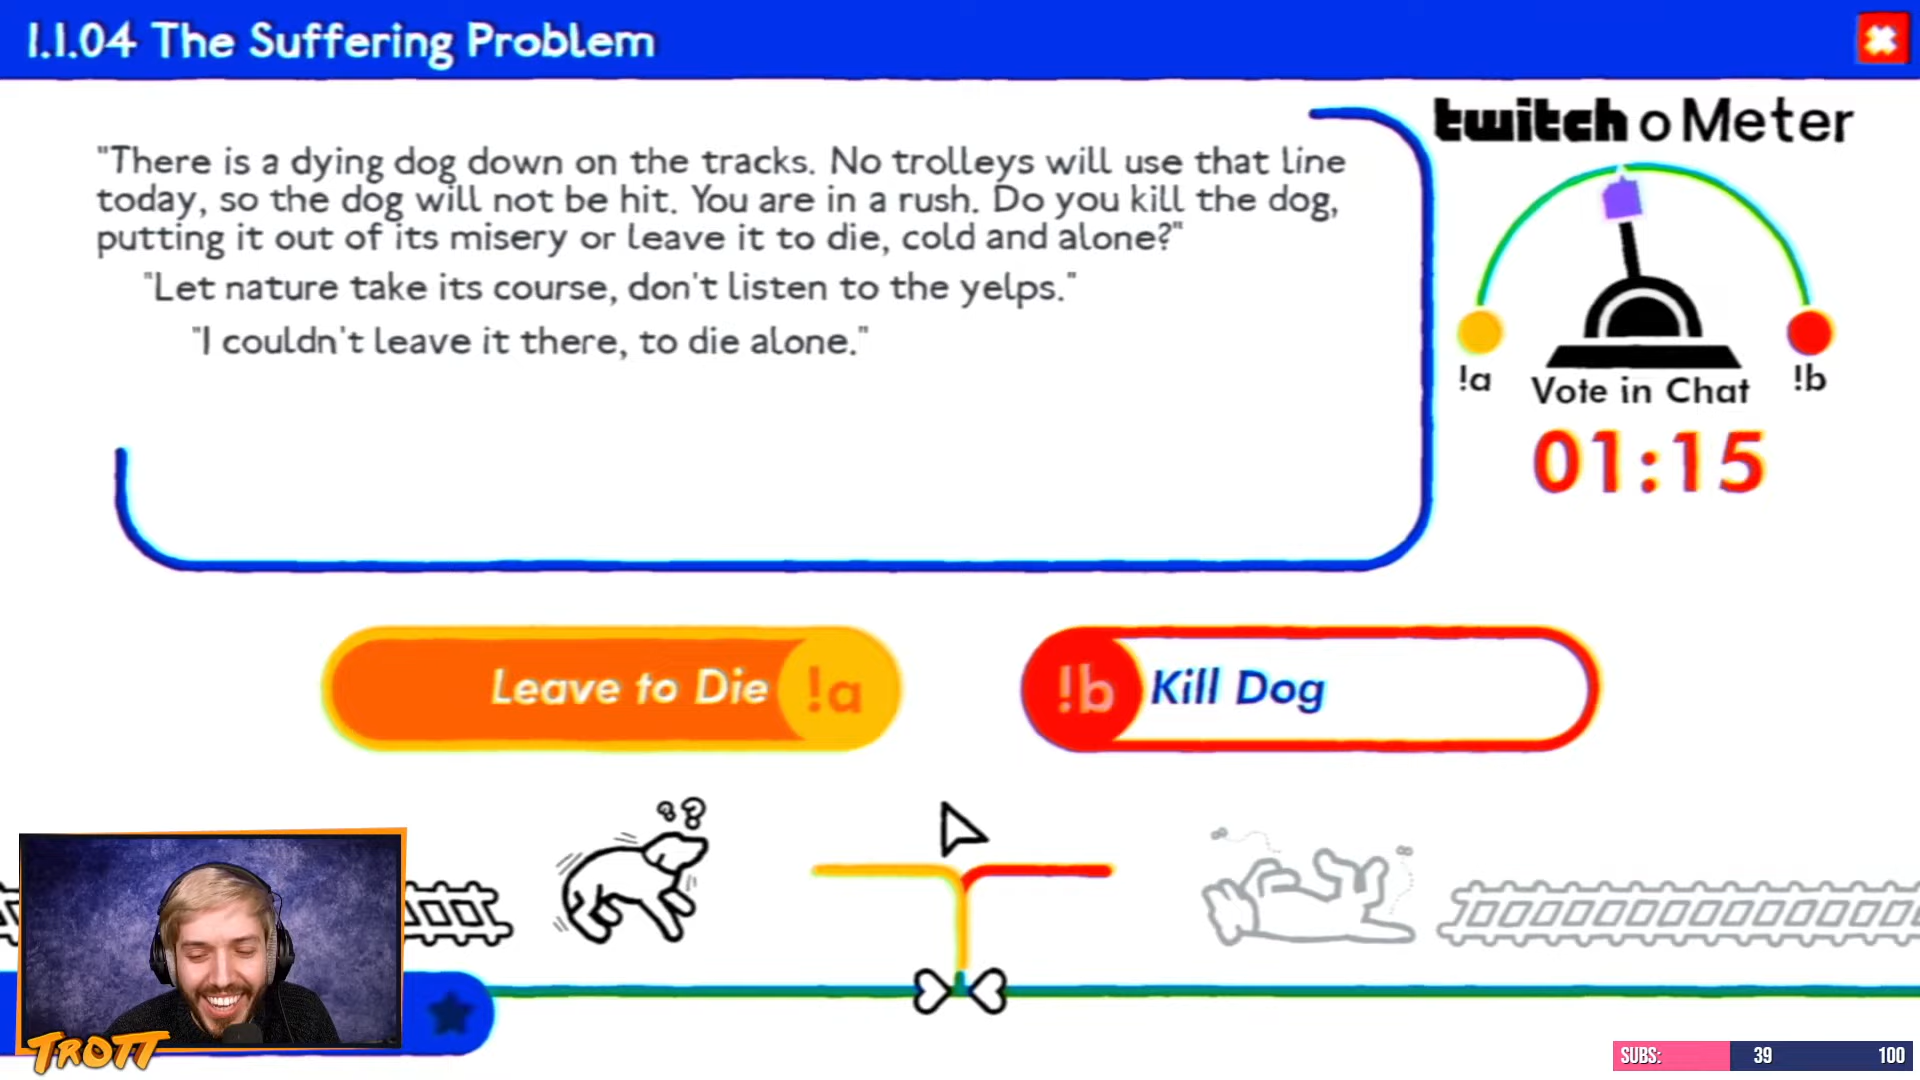 1.1.04 The Suffering Problem
"There is a dying dog down on the tracks. No trolleys will use that line
today, so the dog will not be hit. You are in a rush. Do you kill the dog,
putting it out of its misery or leave it to die, cold and alone?"
"Let nature take its course, don't listen to the yelps."
"I couldn't leave it there, to die alone."
twitch o Meter
!a Vote in Chat !b
01:15
Leave to Die !a
!b Kill Dog
??
TROTT
SUBS: 39 100